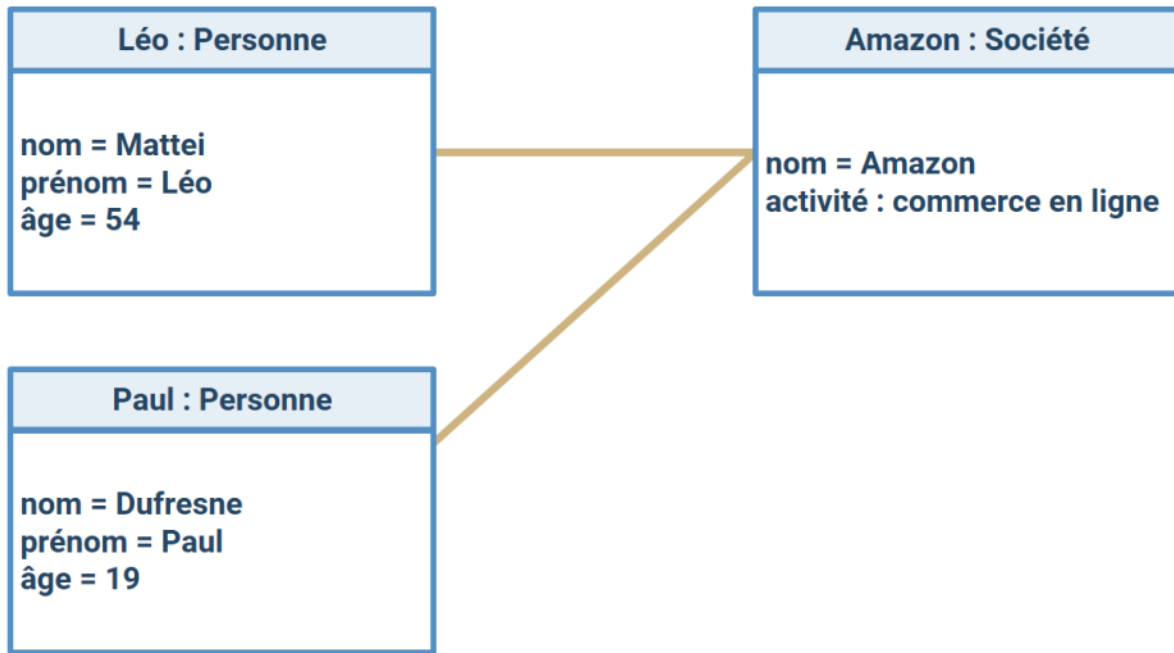 Léo : Personne
nom = Mattei
prénom = Léo
âge = 54
Amazon : Société
nom = Amazon
activité : commerce en ligne
Paul : Personne
nom = Dufresne
prénom = Paul
âge = 19